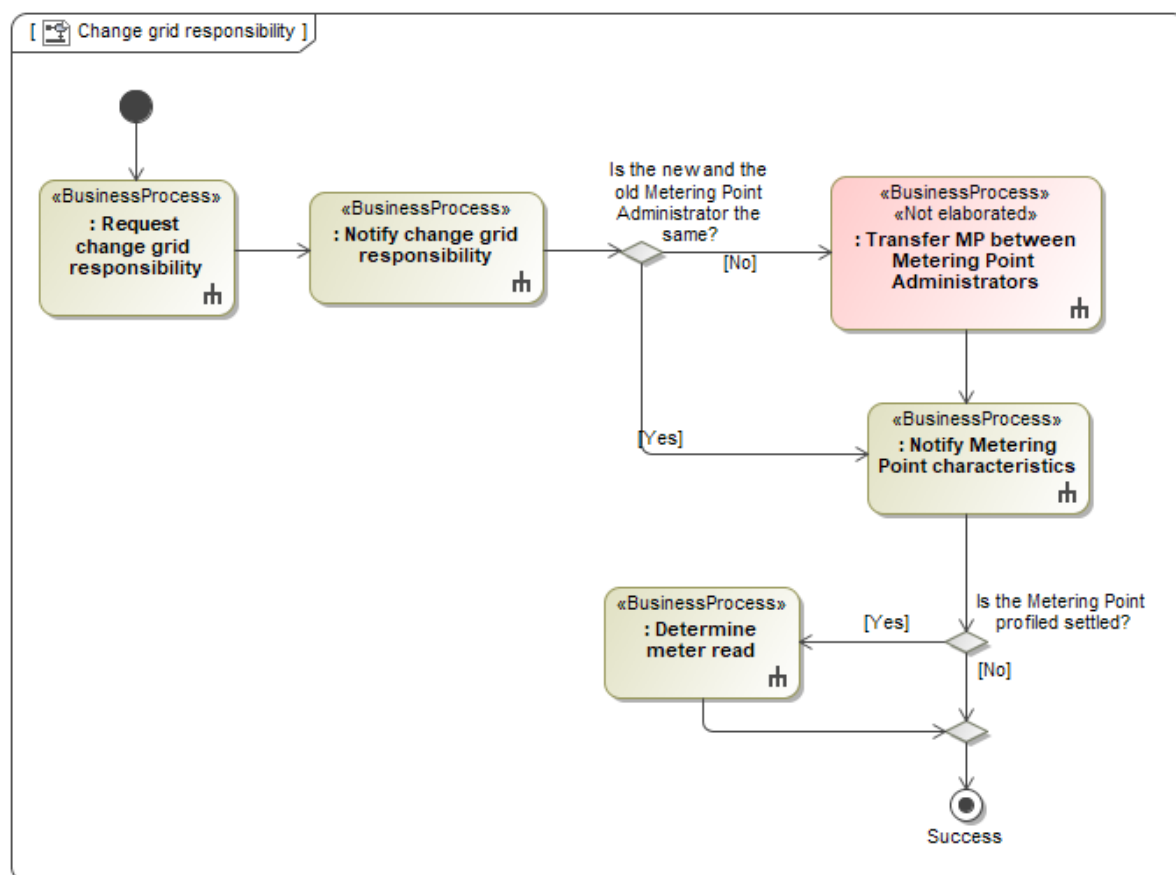 [ Change grid responsibility ]
«BusinessProcess»
: Request
change grid
responsibility
«BusinessProcess»
: Notify change grid
responsibility
Is the new and the
old Metering Point
Administrator the
same?
[No]
[Yes]
«BusinessProcess»
«Not elaborated»
: Transfer MP between
Metering Point
Administrators
«BusinessProcess»
: Notify Metering
Point characteristics
Is the Metering Point
profiled settled?
[Yes]
[No]
«BusinessProcess»
: Determine
meter read
Success